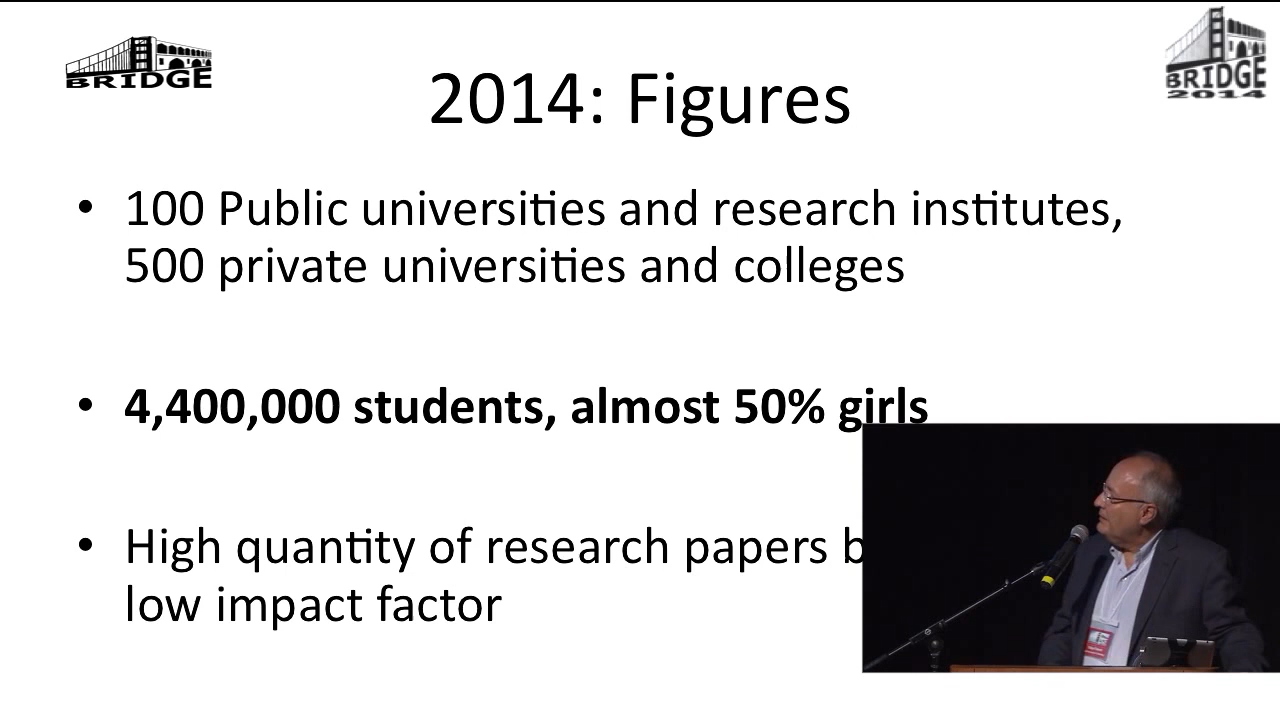 BRIDGE
BRIDGE
2014
2014: Figures
• 100 Public universities and research institutes,
500 private universities and colleges
• 4,400,000 students, almost 50% girls
• High quantity of research papers b
low impact factor